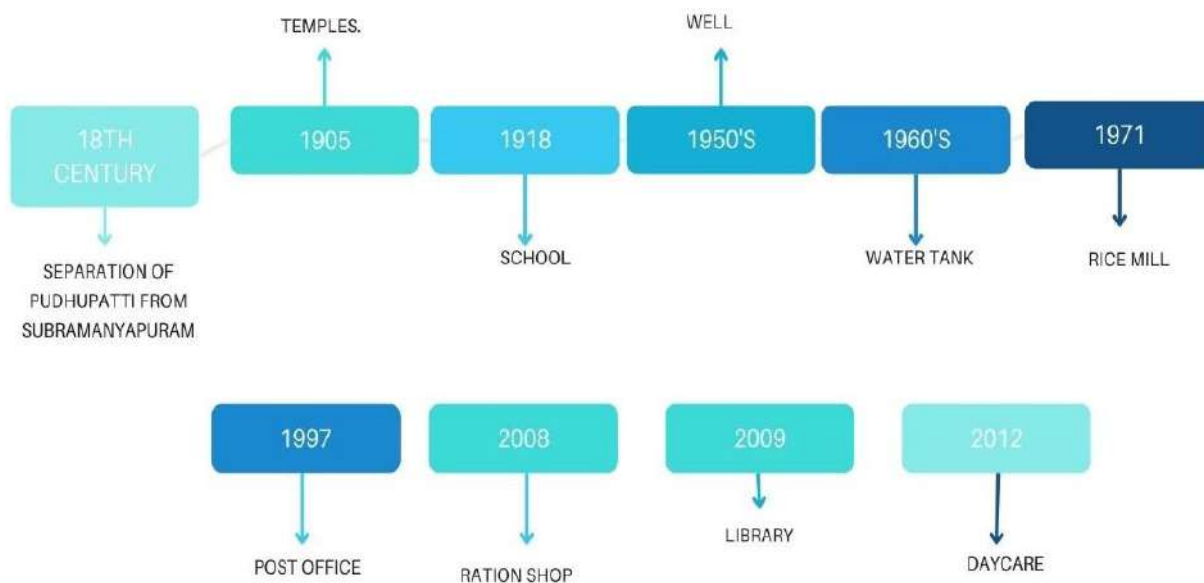 TEMPLES.
WELL
18TH
CENTURY
1905
1918
1950'S
1960'S
1971
SEPARATION OF
PUDHUPATTI FROM
SUBRAMANYAPURAM
SCHOOL
WATER TANK
RICE MILL
1997
2008
2009
2012
POST OFFICE
RATION SHOP
LIBRARY
DAYCARE